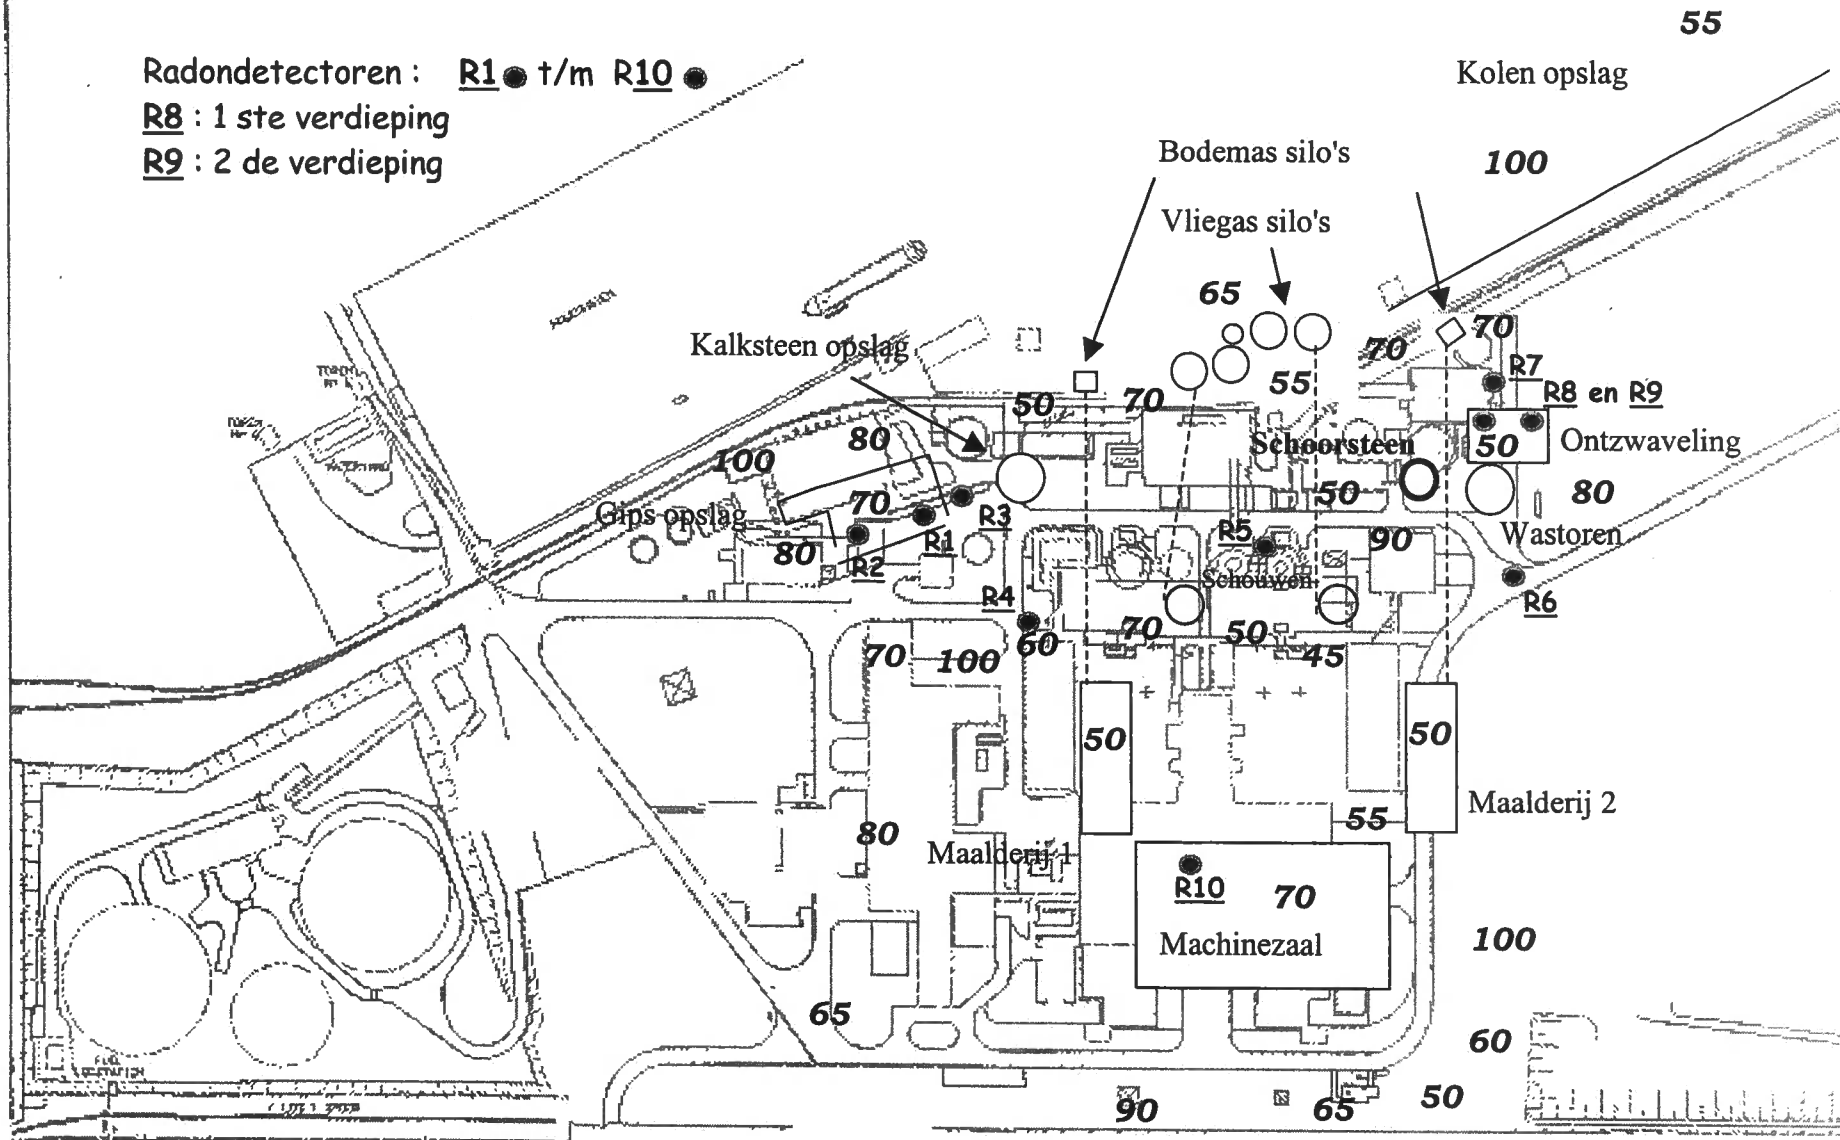 55
Radondetectoren : R1 t/m R10
Kolen opslag
R8 : 1 ste verdieping
R9 : 2 de verdieping
Bodemas silo's
100
Vliegas silo's
65
70
Kalksteen opslag
70
55
R7
R8 en R9
50
70
80
Schoorsteen
50
Ontzwaveling
100
70
50
80
Gips opslag
R3
R1
R5
90
Wastoren
80
R2
Schouwen
R4
R6
60
70
50
45
70
100
50
50
80
55
Maalderij 2
Maalderij 1
R10
70
Machinezaal
100
65
60
50
90
65